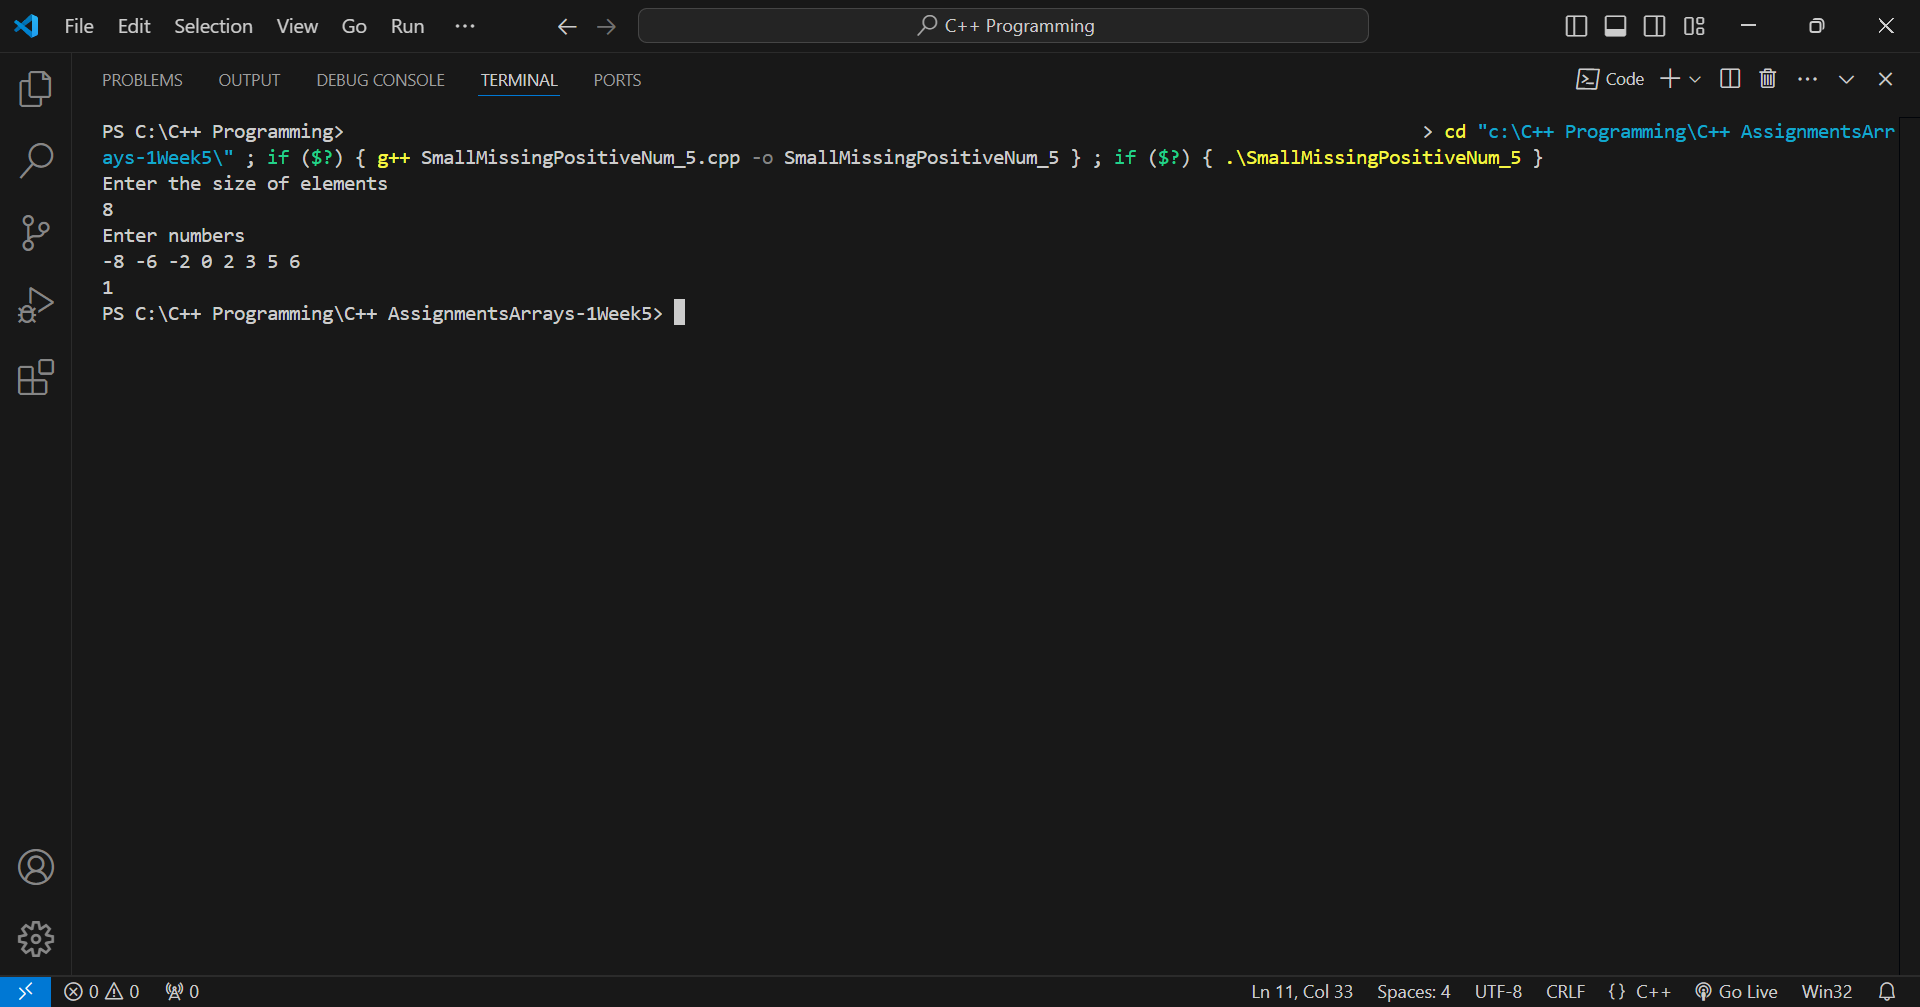 File Edit Selection View Go Run ··· C++ Programming
PROBLEMS OUTPUT DEBUG CONSOLE TERMINAL PORTS Code
PS C:\C++ Programming> > cd "c:\C++ Programming\C++ AssignmentsArr
ays-1Week5\" ; if ($?) { g++ SmallMissingPositiveNum_5.cpp -o SmallMissingPositiveNum_5 } ; if ($?) { .\SmallMissingPositiveNum_5 }
Enter the size of elements
8
Enter numbers
-8 -6 -2 0 2 3 5 6
1
PS C:\C++ Programming\C++ AssignmentsArrays-1Week5>
0 0 0 Ln 11, Col 33 Spaces: 4 UTF-8 CRLF {} C++ Go Live Win32